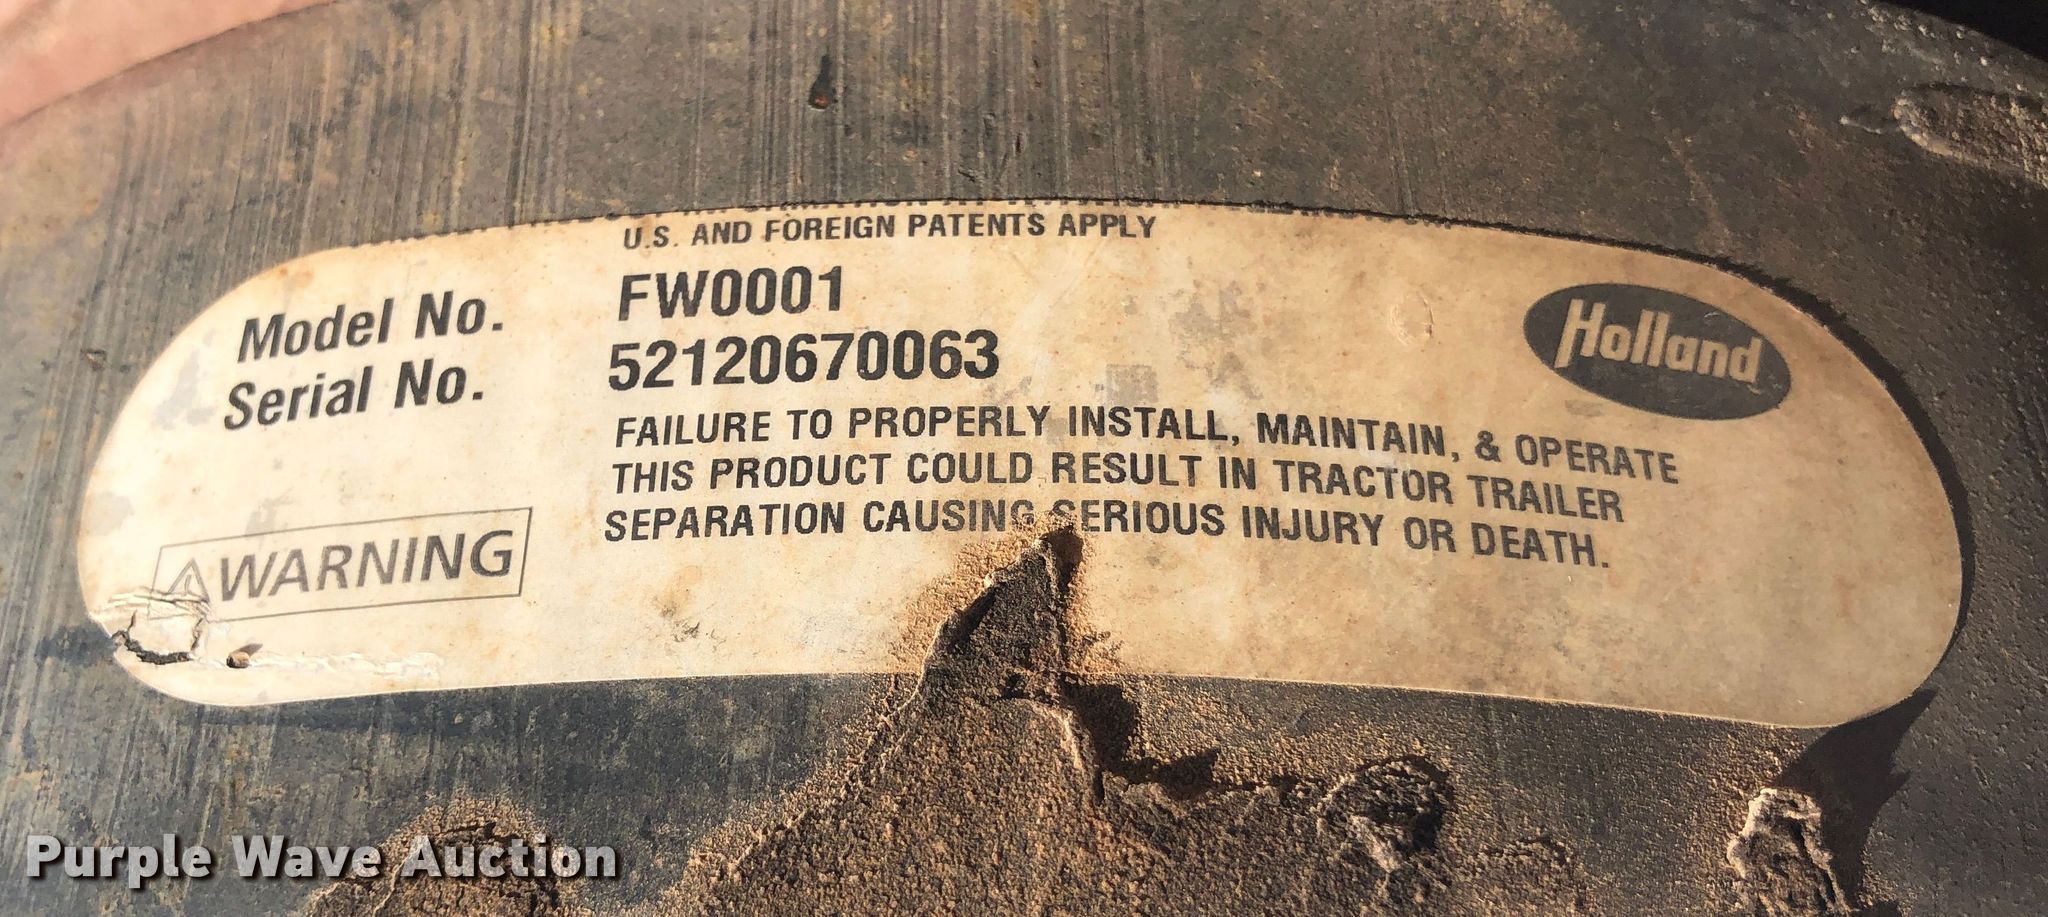 U.S. AND FOREIGN PATENTS APPLY
Model No. FW0001
Serial No. 52120670063
Holland
FAILURE TO PROPERLY INSTALL, MAINTAIN, & OPERATE
THIS PRODUCT COULD RESULT IN TRACTOR TRAILER
SEPARATION CAUSING SERIOUS INJURY OR DEATH.
WARNING
Purple Wave Auction